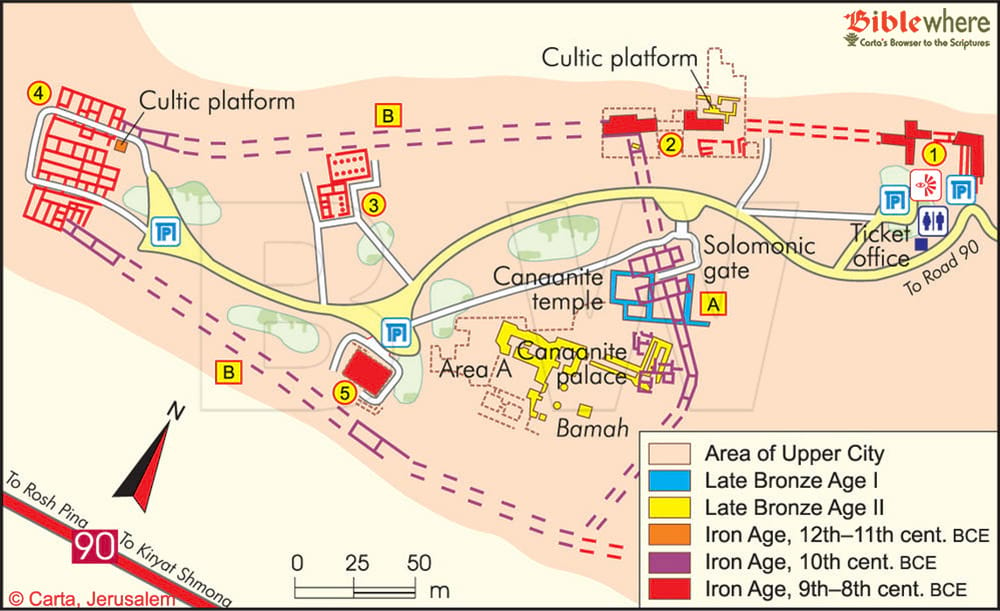 Biblewhere
Carta's Browser to the Scriptures
Cultic platform
4
Cultic platform
B
2
1
3
Ticket
office
To Road 90
Solomonic
gate
Canaanite
temple
A
B
5
Area A
Canaanite
palace
Bamah
N
To Rosh Pina
90
To Kiryat Shmona
0 25 50
m
Area of Upper City
Late Bronze Age I
Late Bronze Age II
Iron Age, 12th–11th cent. BCE
Iron Age, 10th cent. BCE
Iron Age, 9th–8th cent. BCE
© Carta, Jerusalem
B W